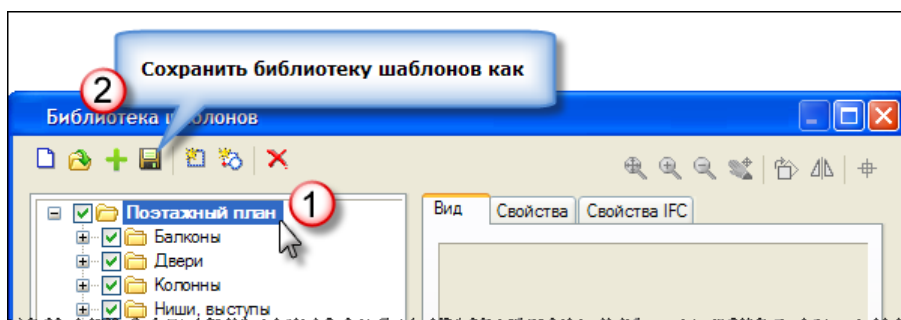 Сохранить библиотеку шаблонов как
2
Библиотека шаблонов
Поэтажный план
1
Вид
Свойства
Свойства IFC
Балконы
Двери
Колонны
Ниши, выступы